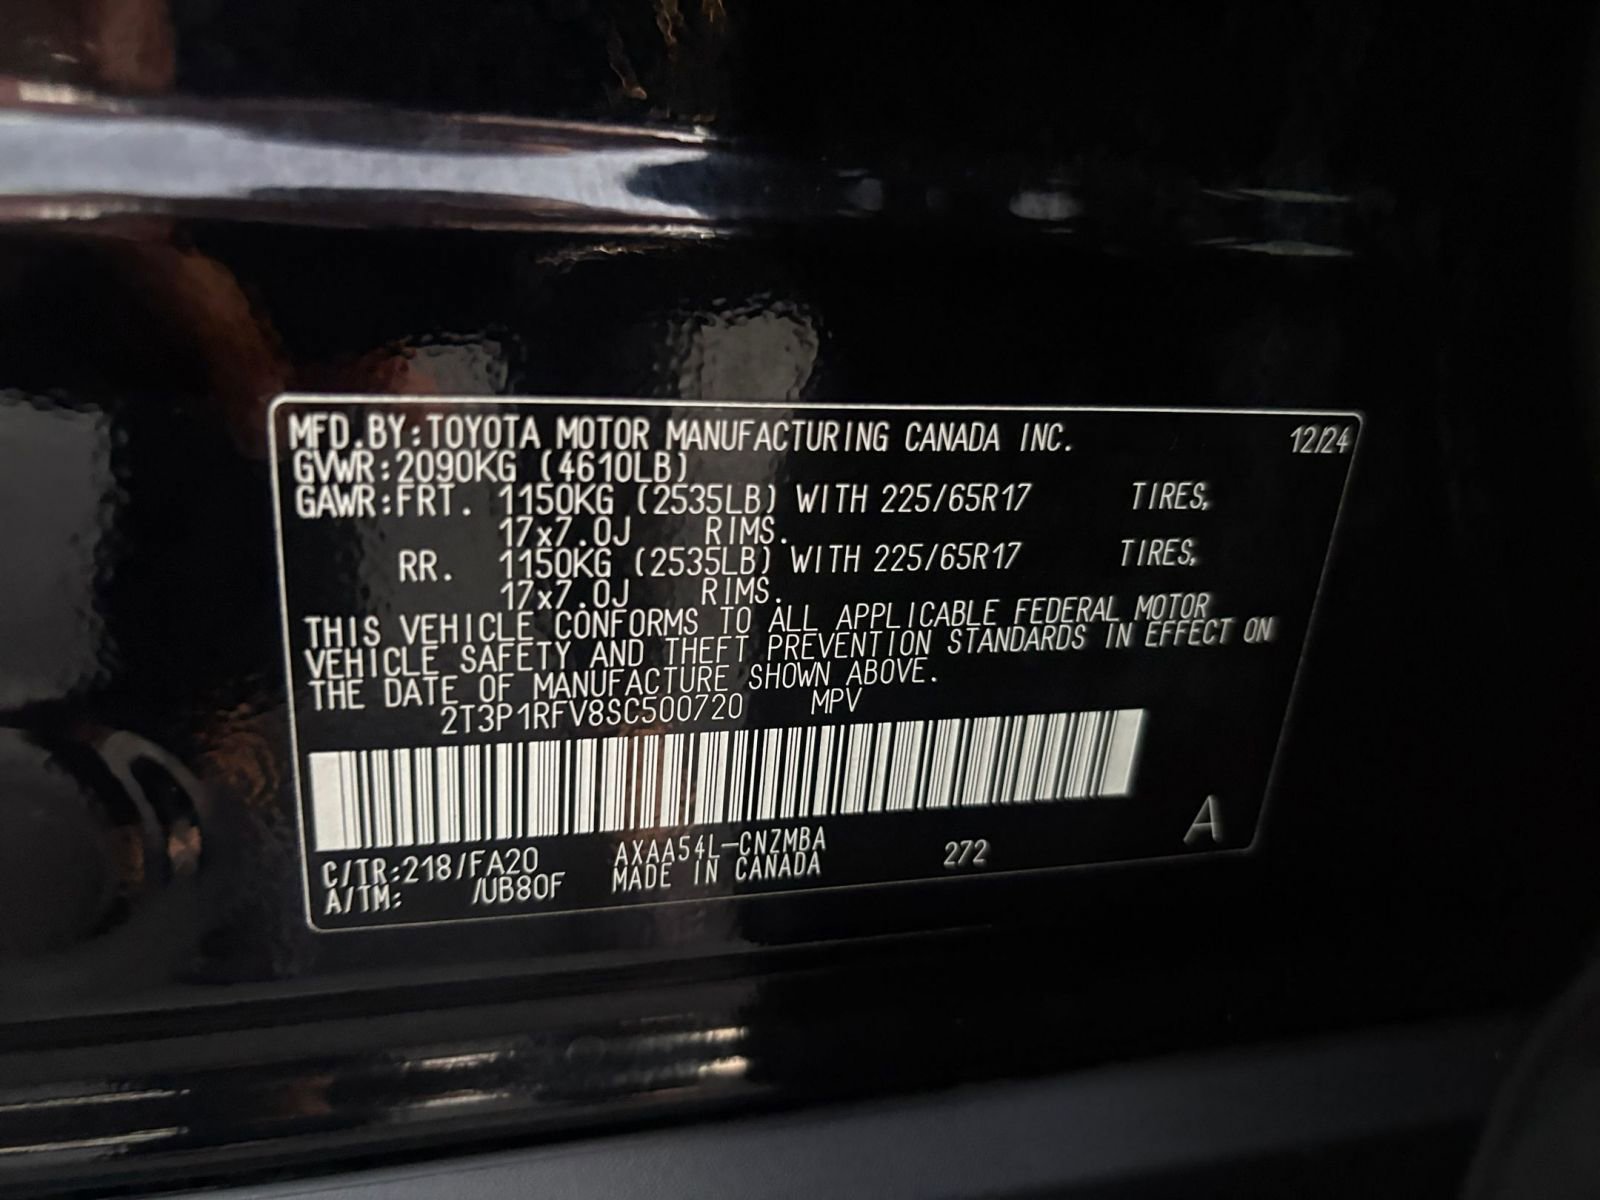 MFD.BY:TOYOTA MOTOR MANUFACTURING CANADA INC. 12/24
GVWR:2090KG (4610LB)
GAWR:FRT. 1150KG (2535LB) WITH 225/65R17 TIRES,
17x7.0J RIMS.
RR. 1150KG (2535LB) WITH 225/65R17 TIRES,
17x7.0J RIMS.
THIS VEHICLE CONFORMS TO ALL APPLICABLE FEDERAL MOTOR
VEHICLE SAFETY AND THEFT PREVENTION STANDARDS IN EFFECT ON
THE DATE OF MANUFACTURE SHOWN ABOVE.
2T3P1RFV8SC500720 MPV
C/TR:218/FA20 AXAA54L-CNZMBA 272 A
A/TM: /UB80F MADE IN CANADA